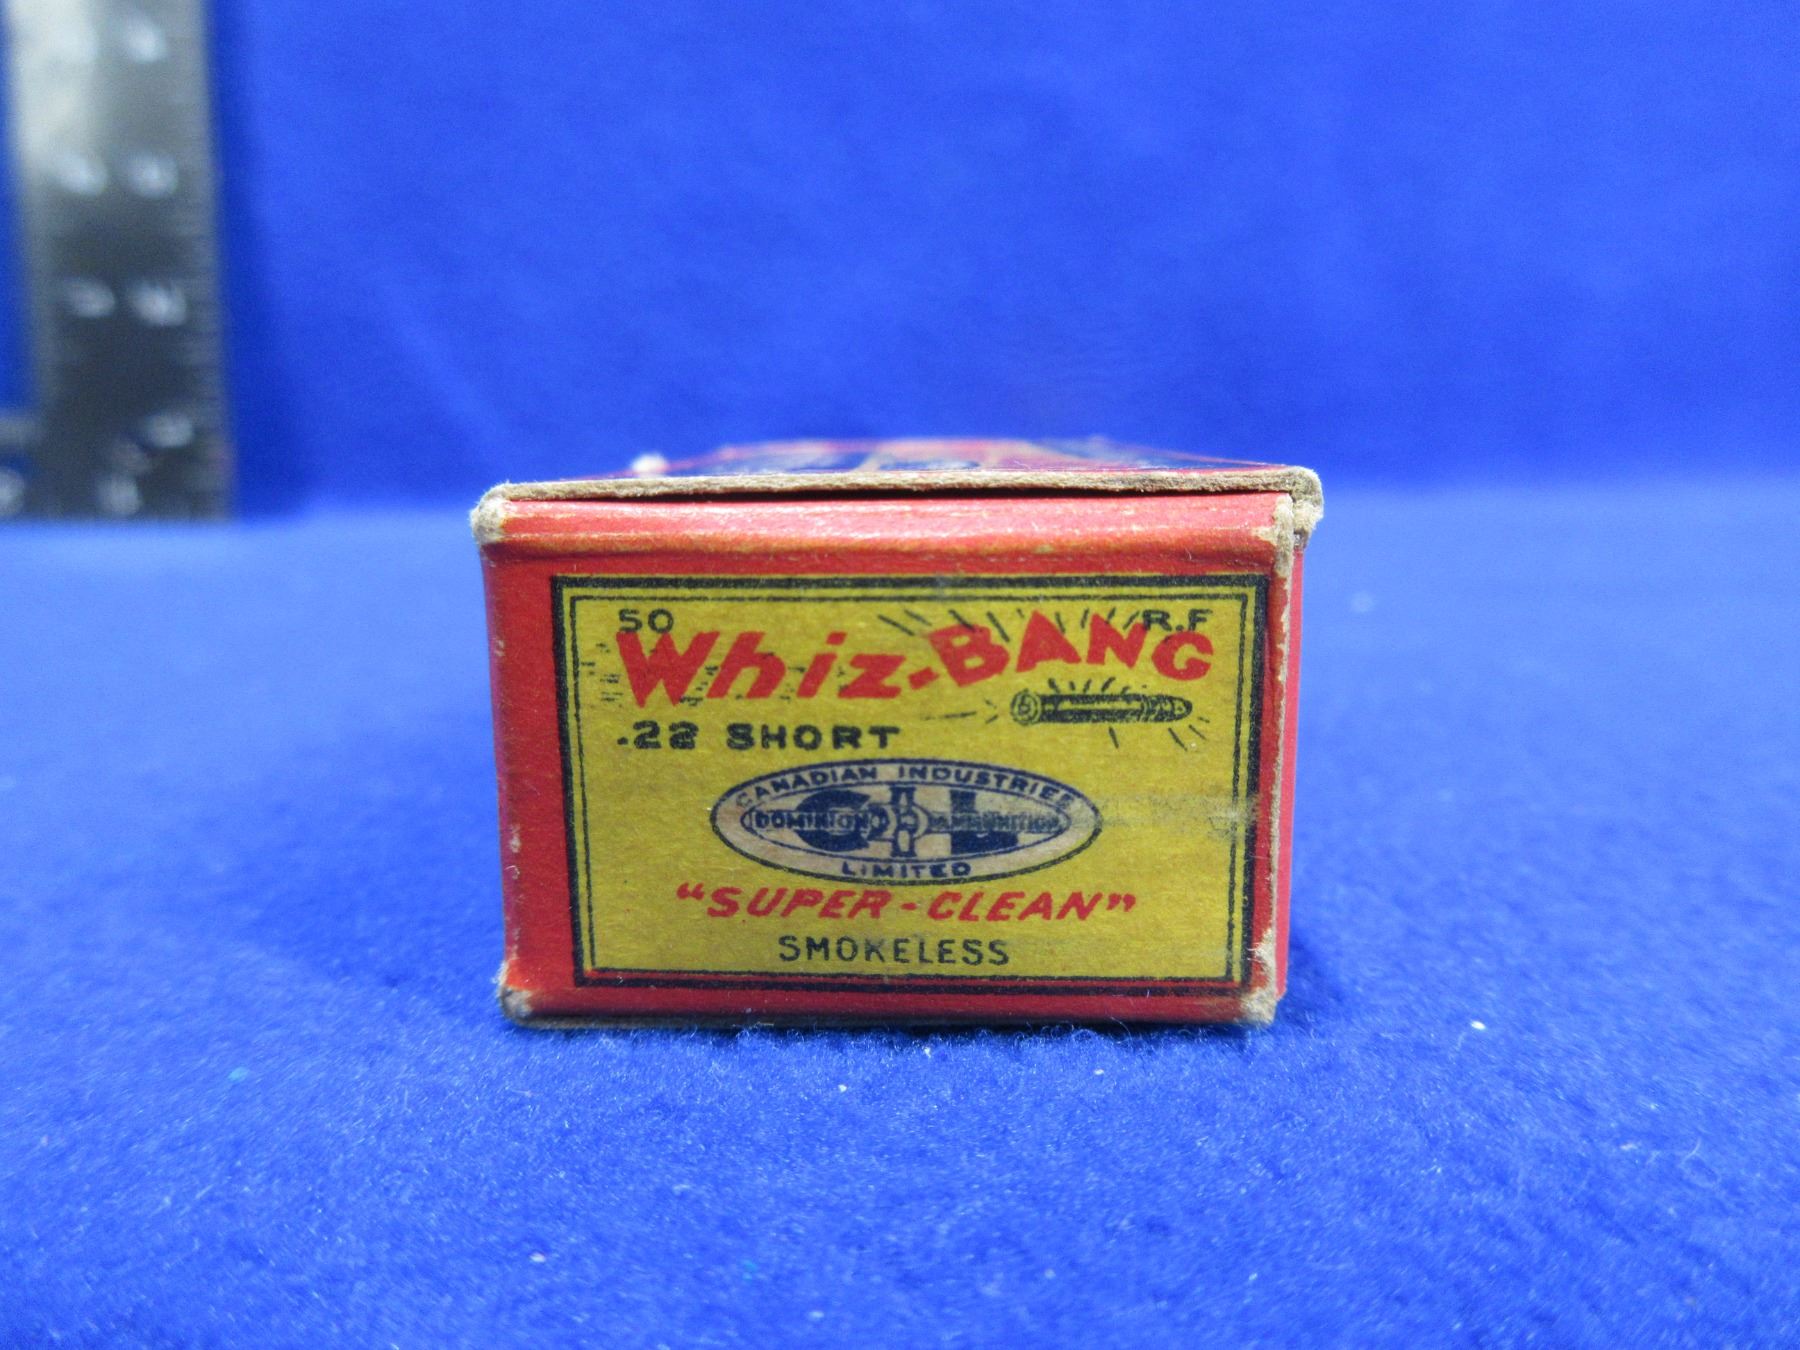 50 R.F
Whiz-BANG
.22 SHORT
CANADIAN INDUSTRIES
C-I-L
DOMINION AMMUNITION
LIMITED
"SUPER-CLEAN"
SMOKELESS